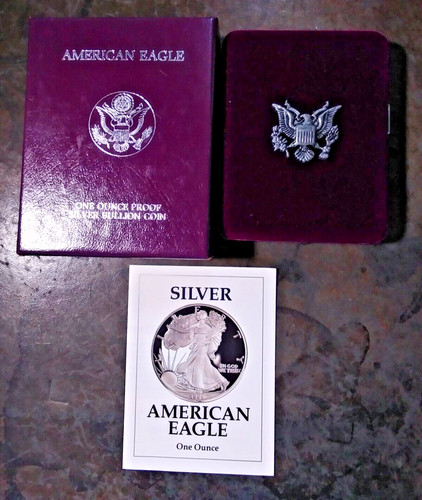 AMERICAN EAGLE
ONE OUNCE PROOF
SILVER BULLION COIN
SILVER
IN GOD
WE TRUST
AMERICAN
EAGLE
One Ounce